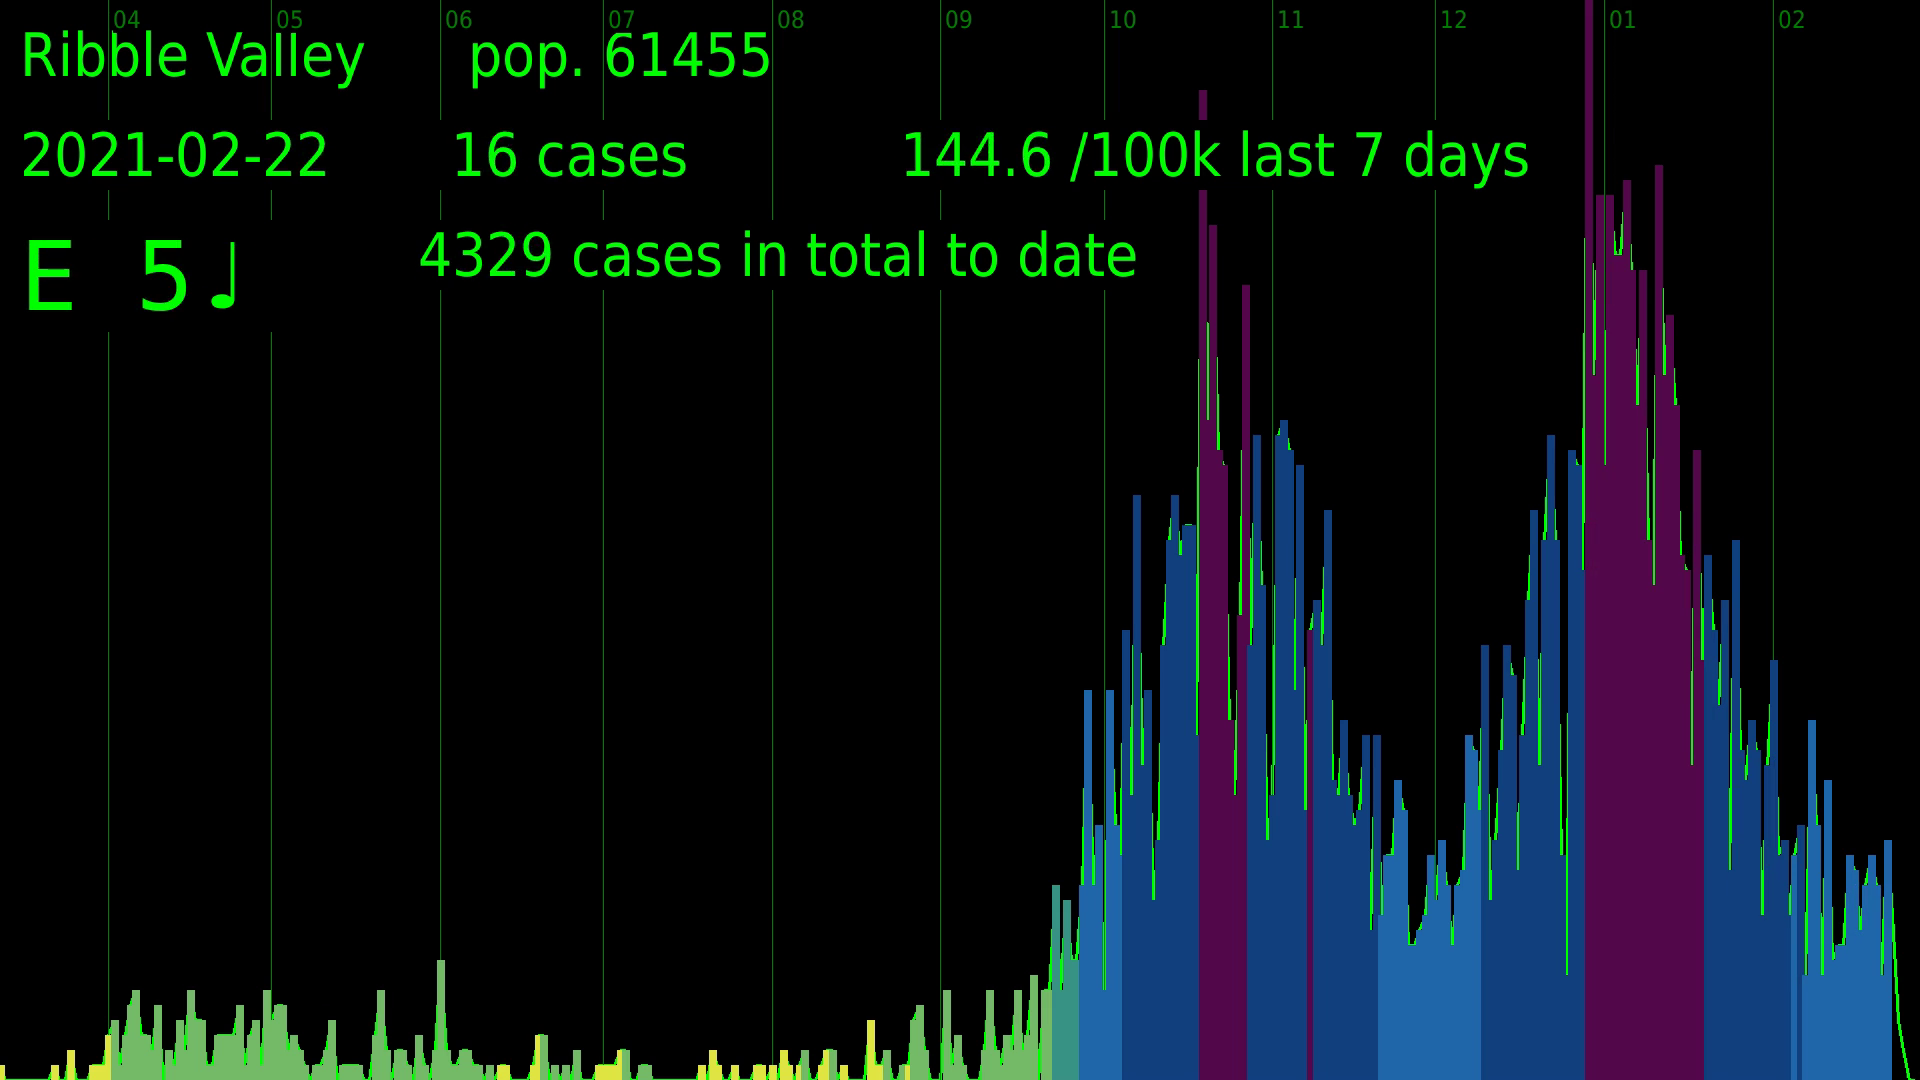 04 05 06 07 08 09 10 11 12 01 02
Ribble Valley pop. 61455
2021-02-22 16 cases 144.6 /100k last 7 days
E 5♩ 4329 cases in total to date